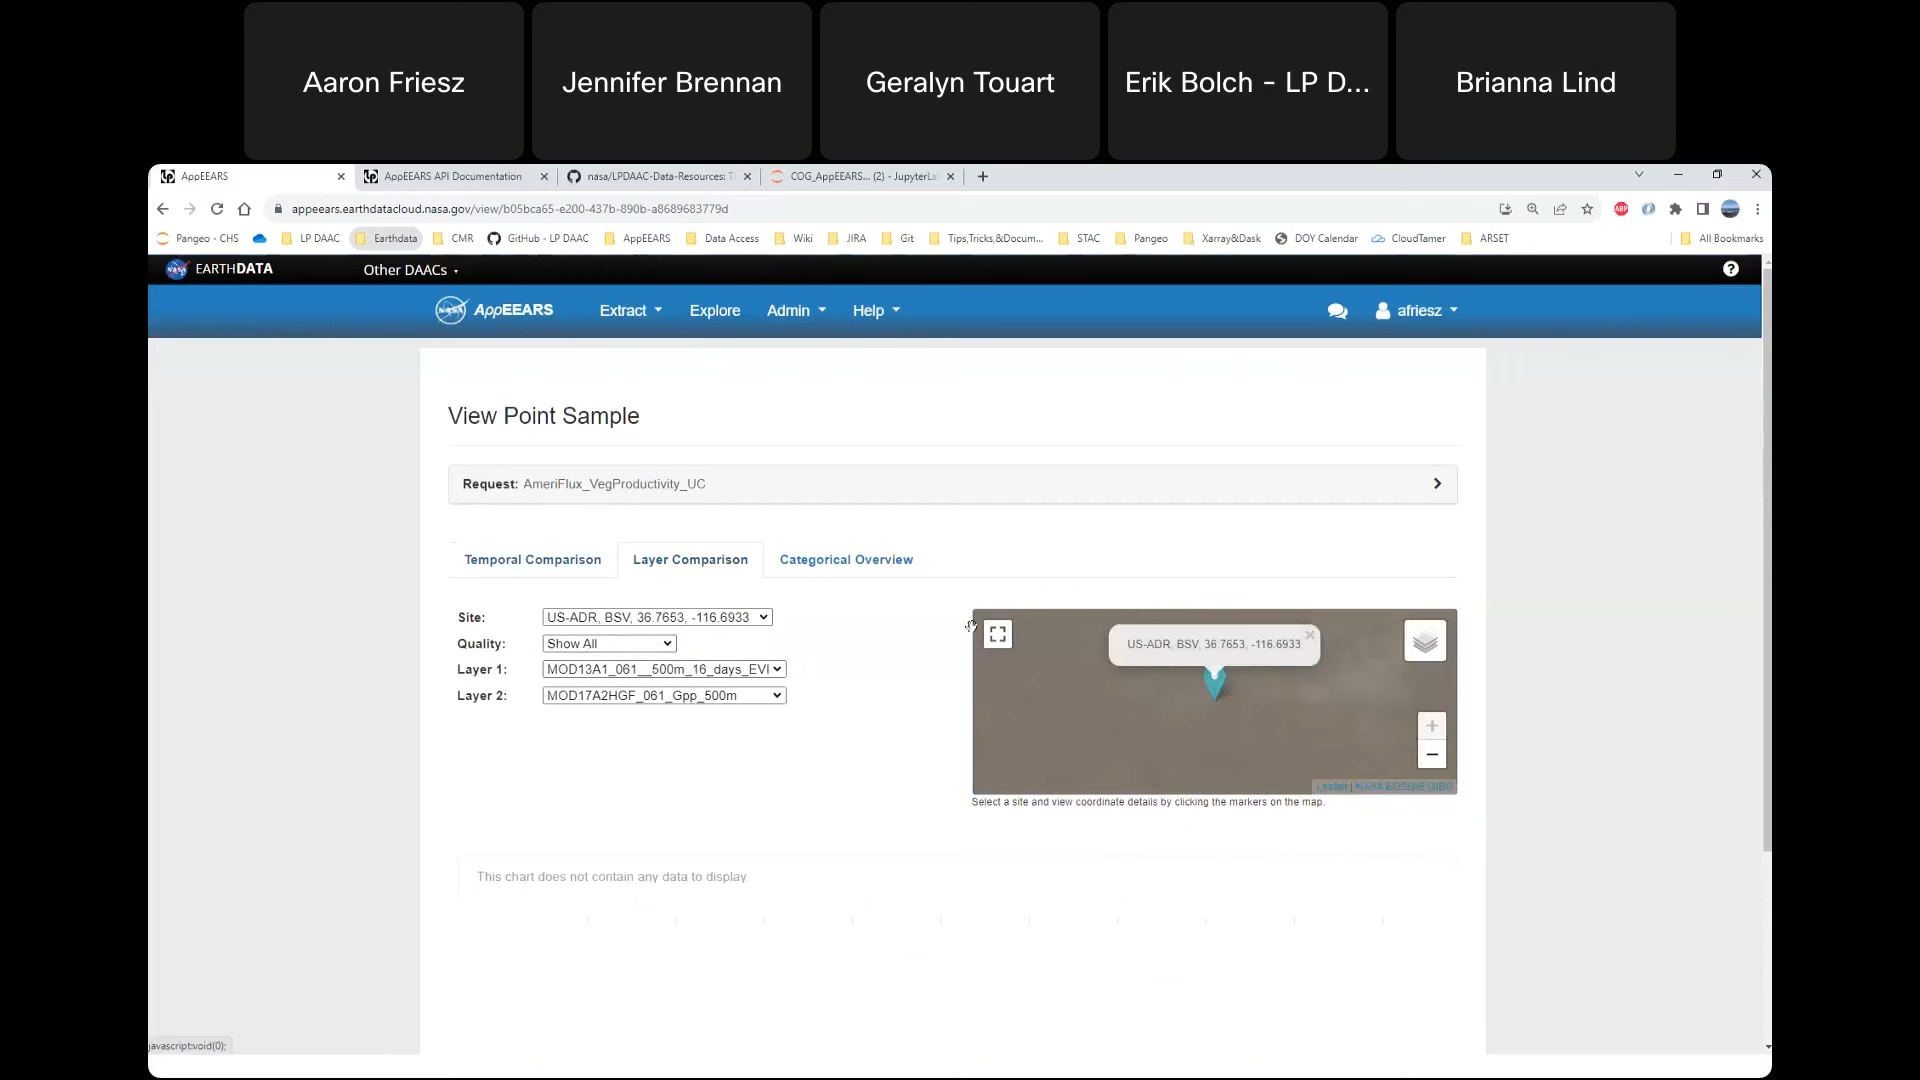 Aaron Friesz
Jennifer Brennan
Geralyn Touart
Erik Bolch - LP D...
Brianna Lind
AppEEARS
AppEEARS API Documentation
nasa/LPDAAC-Data-Resources: T
COG_AppEEARS... (2) - JupyterLa
appeears.earthdatacloud.nasa.gov/view/b05bca65-e200-437b-890b-a8689683779d
ABP
Pangeo - CHS
LP DAAC
Earthdata
CMR
GitHub - LP DAAC
AppEEARS
Data Access
Wiki
JIRA
Git
Tips,Tricks,&Docum...
STAC
Pangeo
Xarray&Dask
DOY Calendar
CloudTamer
ARSET
All Bookmarks
EARTHDATA
Other DAACs
?
NASA AppEEARS
Extract
Explore
Admin
Help
afriesz
View Point Sample
Request: AmeriFlux_VegProductivity_UC
Temporal Comparison
Layer Comparison
Categorical Overview
Site: US-ADR, BSV, 36.7653, -116.6933
Quality: Show All
Layer 1: MOD13A1_061__500m_16_days_EVI
Layer 2: MOD17A2HGF_061_Gpp_500m
US-ADR, BSV, 36.7653, -116.6933
+
−
Leaflet | NASA EOSDIS GIBS
Select a site and view coordinate details by clicking the markers on the map.
This chart does not contain any data to display.
javascript:void(0);